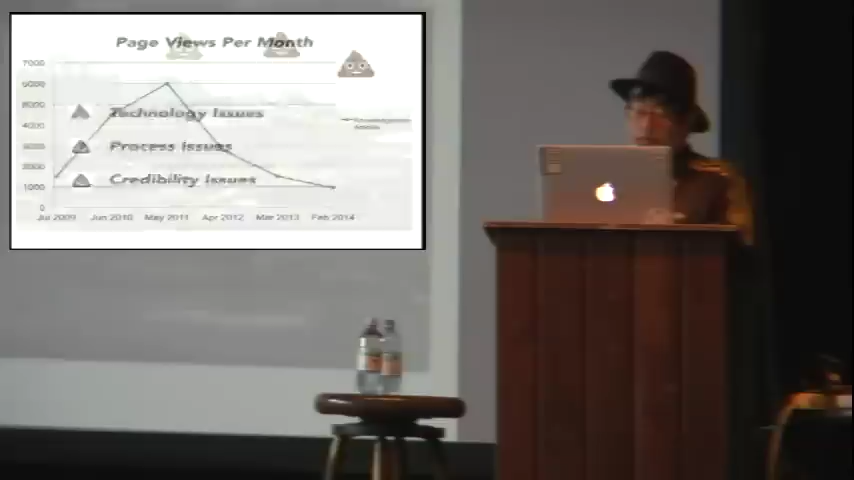 Page Views Per Month
7000
6000
5000
4000
3000
2000
1000
0
Technology Issues
Process Issues
Credibility Issues
Jul 2009 Jun 2010 May 2011 Apr 2012 Mar 2013 Feb 2014